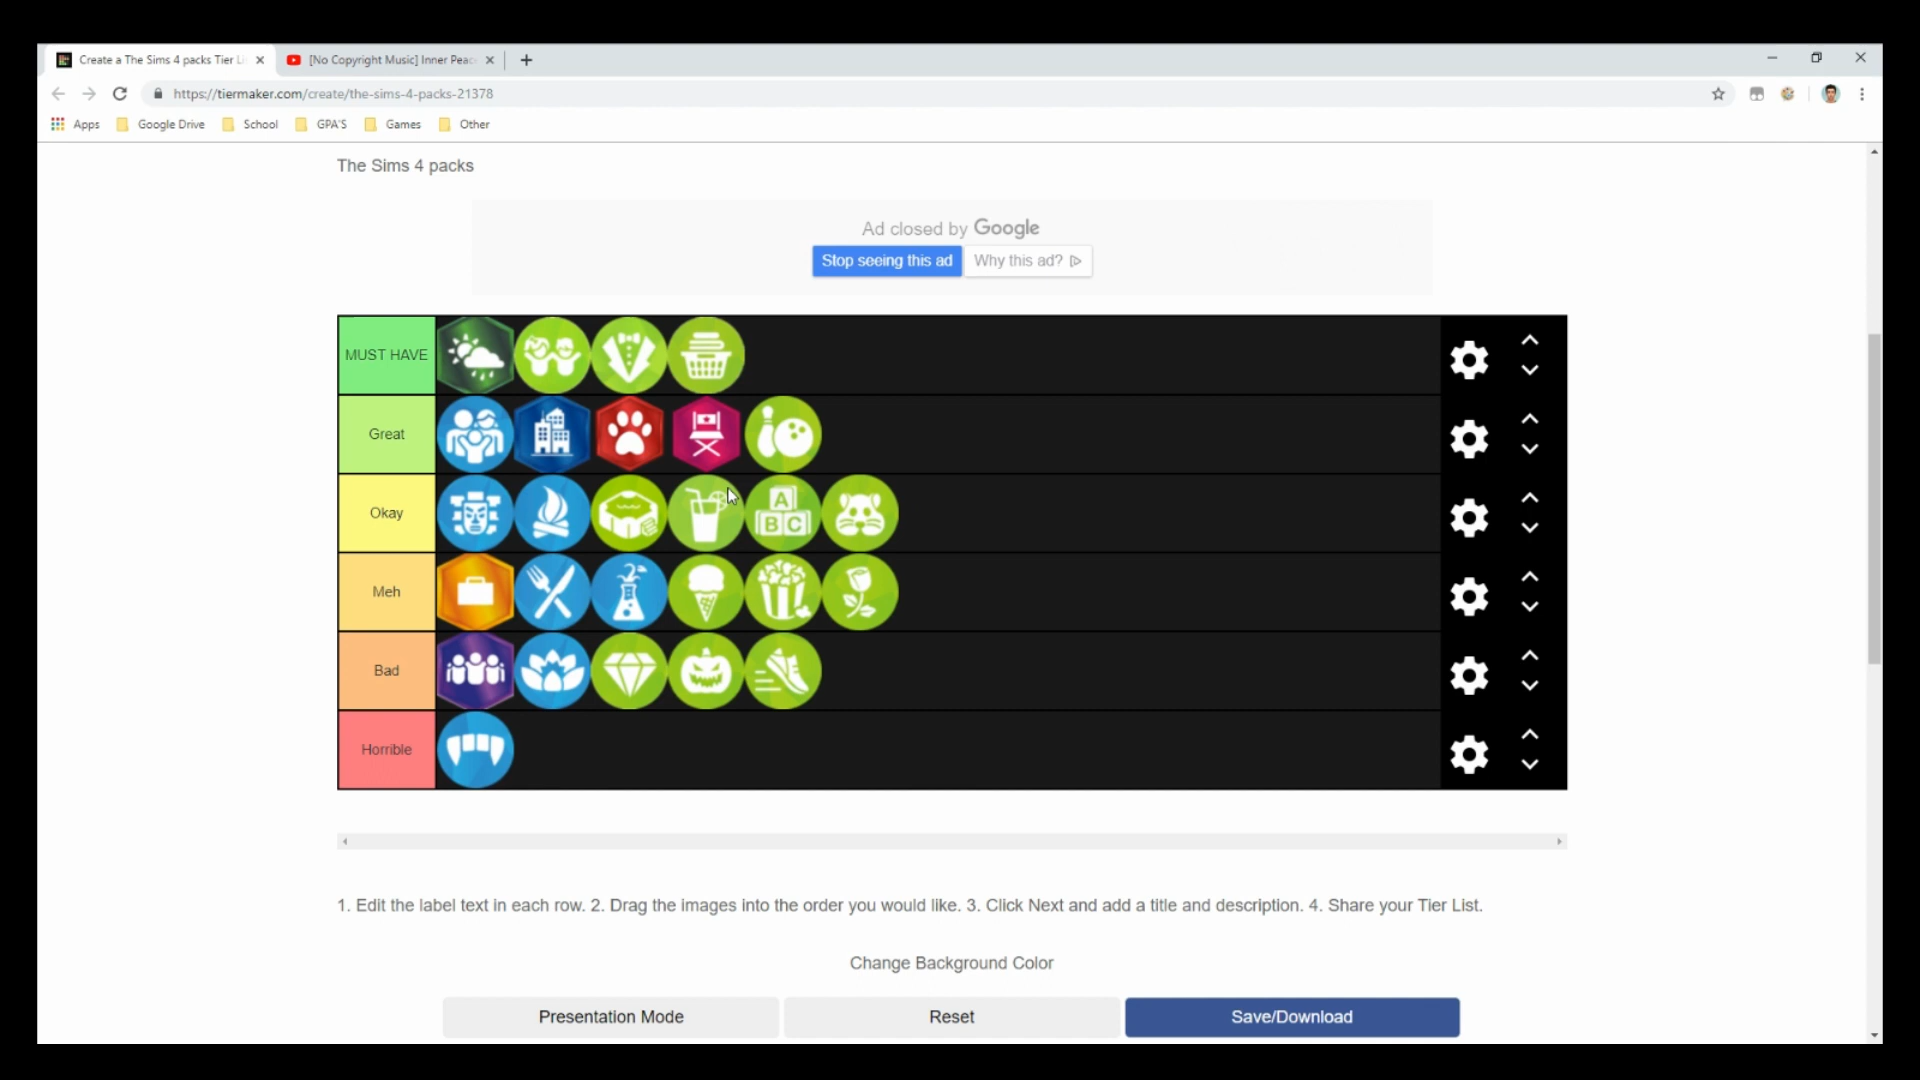 Create a The Sims 4 packs Tier Li
[No Copyright Music] Inner Peac
https://tiermaker.com/create/the-sims-4-packs-21378
Apps
Google Drive
School
GPA'S
Games
Other
The Sims 4 packs
Ad closed by Google
Stop seeing this ad
Why this ad?
MUST HAVE
Great
Okay
A
B C
Meh
Bad
Horrible
1. Edit the label text in each row. 2. Drag the images into the order you would like. 3. Click Next and add a title and description. 4. Share your Tier List.
Change Background Color
Presentation Mode
Reset
Save/Download